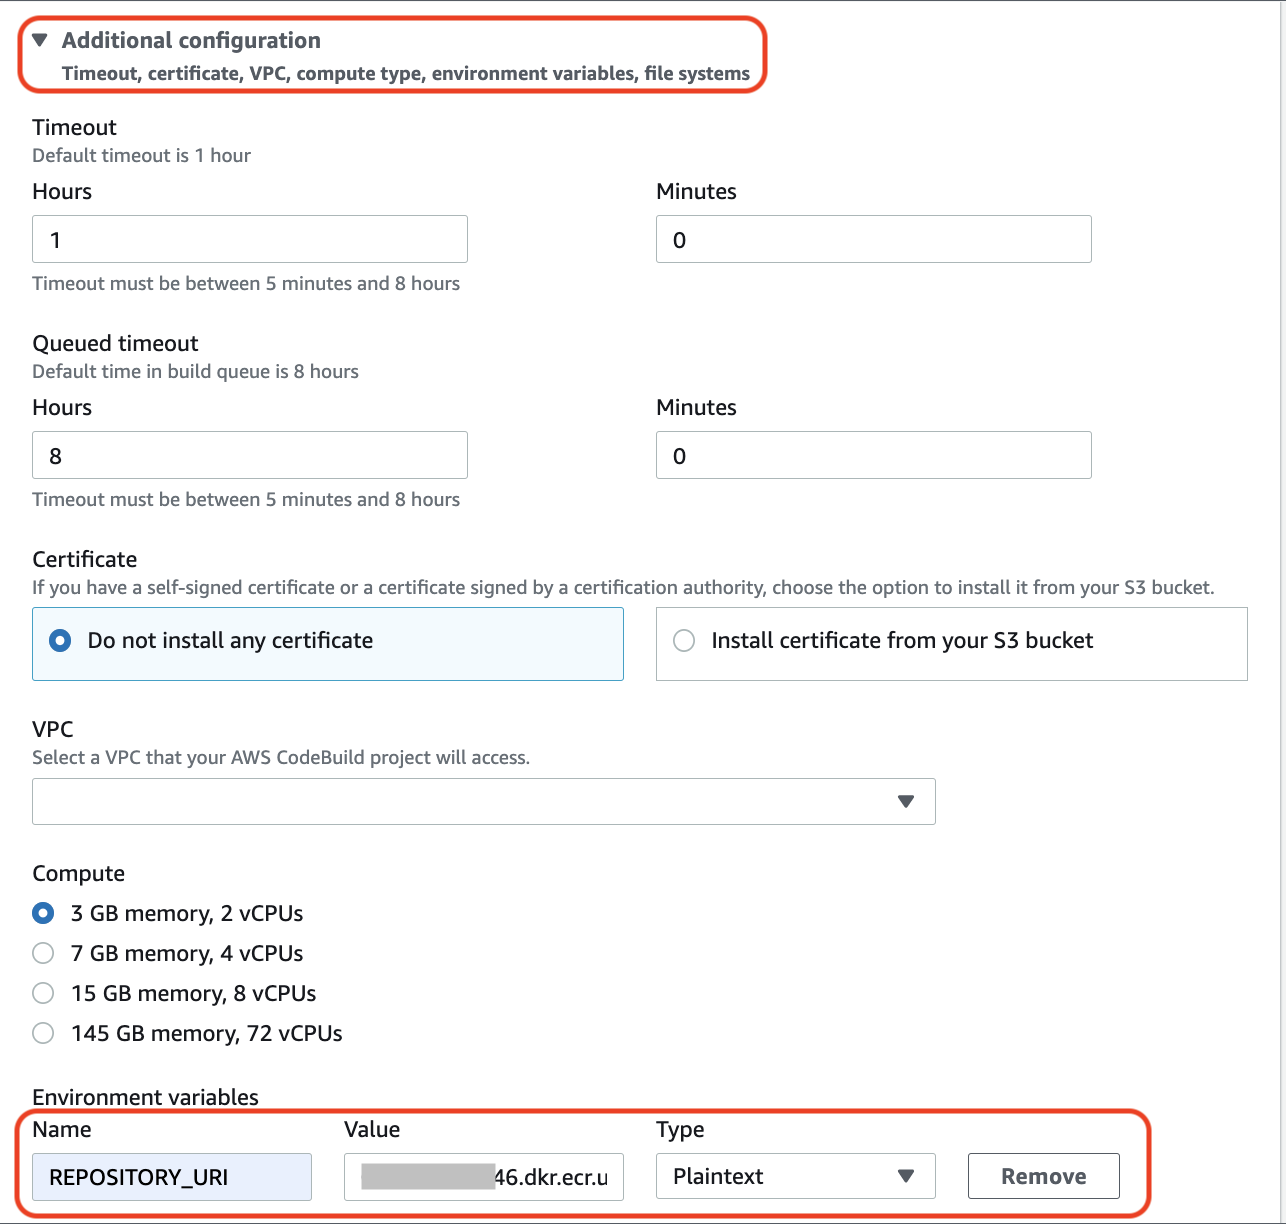 Additional configuration
Timeout, certificate, VPC, compute type, environment variables, file systems
Timeout
Default timeout is 1 hour
Hours
Minutes
1
0
Timeout must be between 5 minutes and 8 hours
Queued timeout
Default time in build queue is 8 hours
Hours
Minutes
8
0
Timeout must be between 5 minutes and 8 hours
Certificate
If you have a self-signed certificate or a certificate signed by a certification authority, choose the option to install it from your S3 bucket.
Do not install any certificate
Install certificate from your S3 bucket
VPC
Select a VPC that your AWS CodeBuild project will access.
Compute
3 GB memory, 2 vCPUs
7 GB memory, 4 vCPUs
15 GB memory, 8 vCPUs
145 GB memory, 72 vCPUs
Environment variables
Name
Value
Type
REPOSITORY_URI
46.dkr.ecr.u
Plaintext
Remove